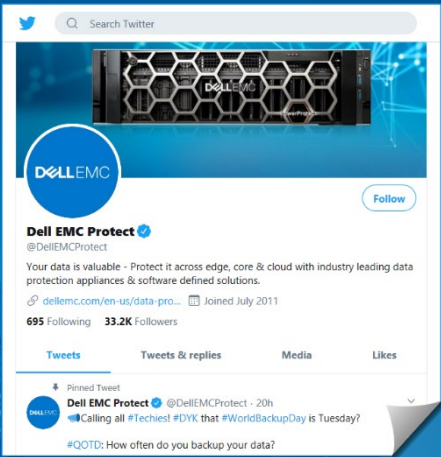 Search Twitter
DELLEMC
PowerProtect
DELLEMC
Follow
Dell EMC Protect
@DellEMCProtect
Your data is valuable - Protect it across edge, core & cloud with industry leading data
protection appliances & software defined solutions.
dellemc.com/en-us/data-pro... Joined July 2011
695 Following 33.2K Followers
Tweets Tweets & replies Media Likes
Pinned Tweet
Dell EMC Protect @DellEMCProtect · 20h
DELLEMC
Calling all #Techies! #DYK that #WorldBackupDay is Tuesday?
#QOTD: How often do you backup your data?